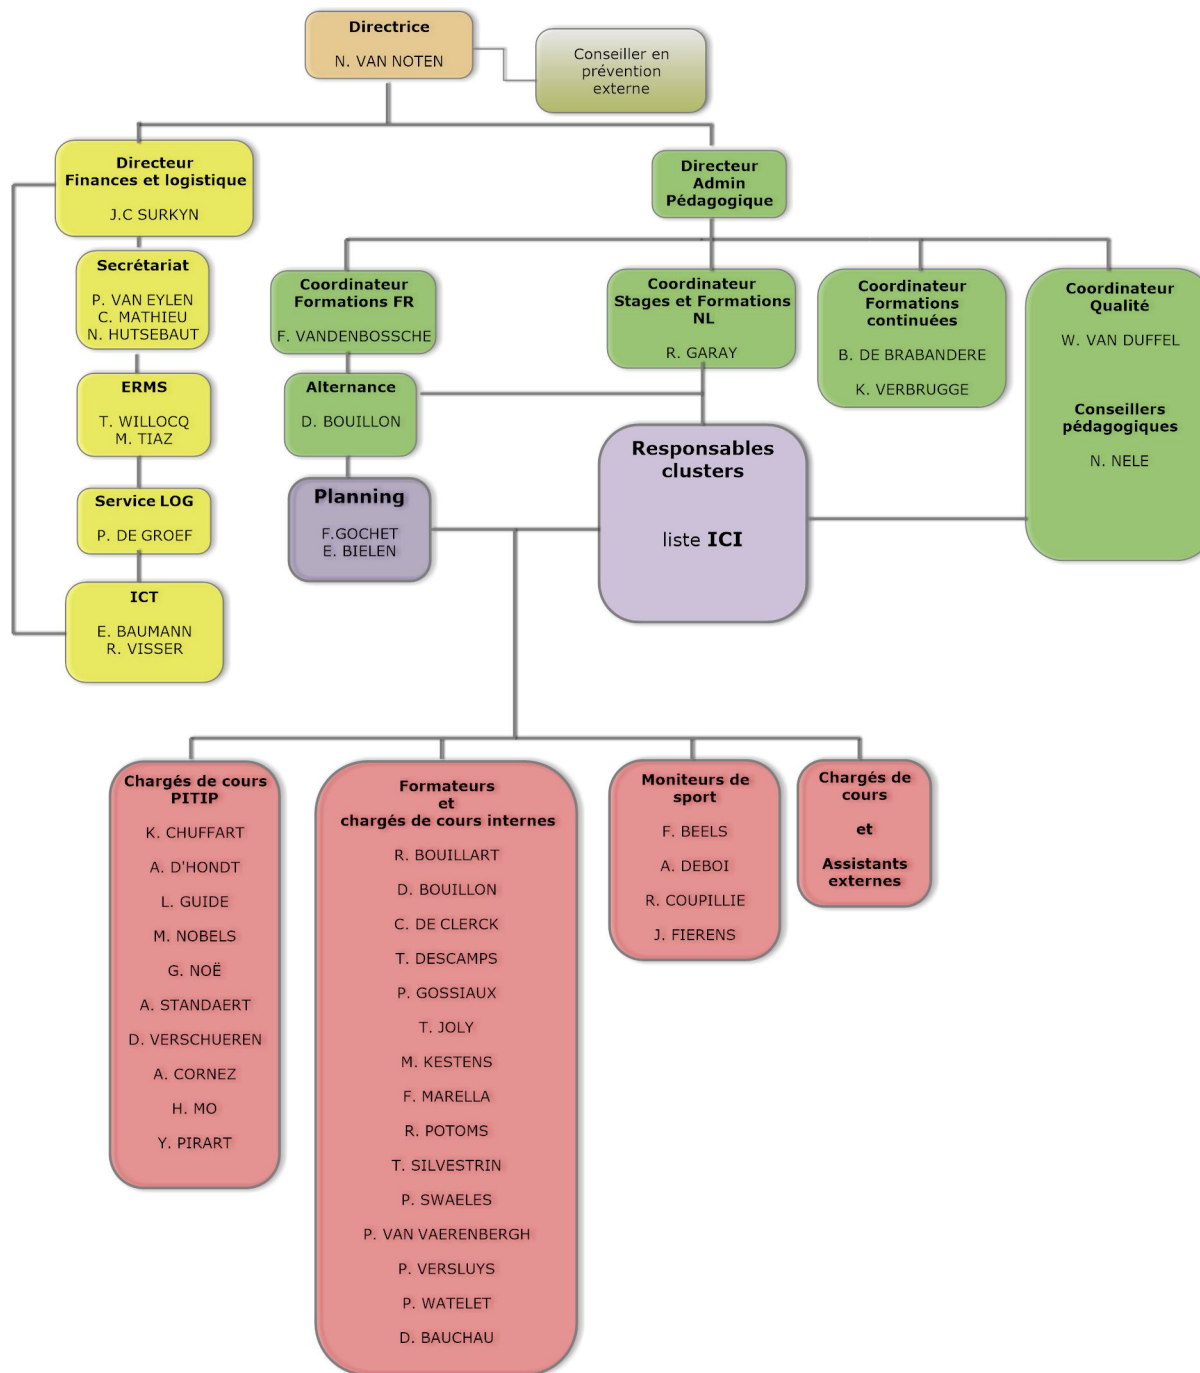 Directrice
N. VAN NOTEN
Conseiller en
prévention
externe
Directeur
Finances et logistique
J.C SURKYN
Directeur
Admin
Pédagogique
Secrétariat
P. VAN EYLEN
C. MATHIEU
N. HUTSEBAUT
Coordinateur
Formations FR
F. VANDENBOSSCHE
Coordinateur
Stages et Formations
NL
R. GARAY
Coordinateur
Formations
continuées
B. DE BRABANDERE
K. VERBRUGGE
Coordinateur
Qualité
W. VAN DUFFEL
Conseillers
pédagogiques
N. NELE
ERMS
T. WILLOCQ
M. TIAZ
Alternance
D. BOUILLON
Responsables
clusters
liste ICI
Service LOG
P. DE GROEF
Planning
F.GOCHET
E. BIELEN
ICT
E. BAUMANN
R. VISSER
Chargés de cours
PITIP
K. CHUFFART
A. D'HONDT
L. GUIDE
M. NOBELS
G. NOË
A. STANDAERT
D. VERSCHUEREN
A. CORNEZ
H. MO
Y. PIRART
Formateurs
et
chargés de cours internes
R. BOUILLART
D. BOUILLON
C. DE CLERCK
T. DESCAMPS
P. GOSSIAUX
T. JOLY
M. KESTENS
F. MARELLA
R. POTOMS
T. SILVESTRIN
P. SWAELES
P. VAN VAERENBERGH
P. VERSLUYS
P. WATELET
D. BAUCHAU
Moniteurs de
sport
F. BEELS
A. DEBOI
R. COUPILLIE
J. FIERENS
Chargés de
cours
et
Assistants
externes